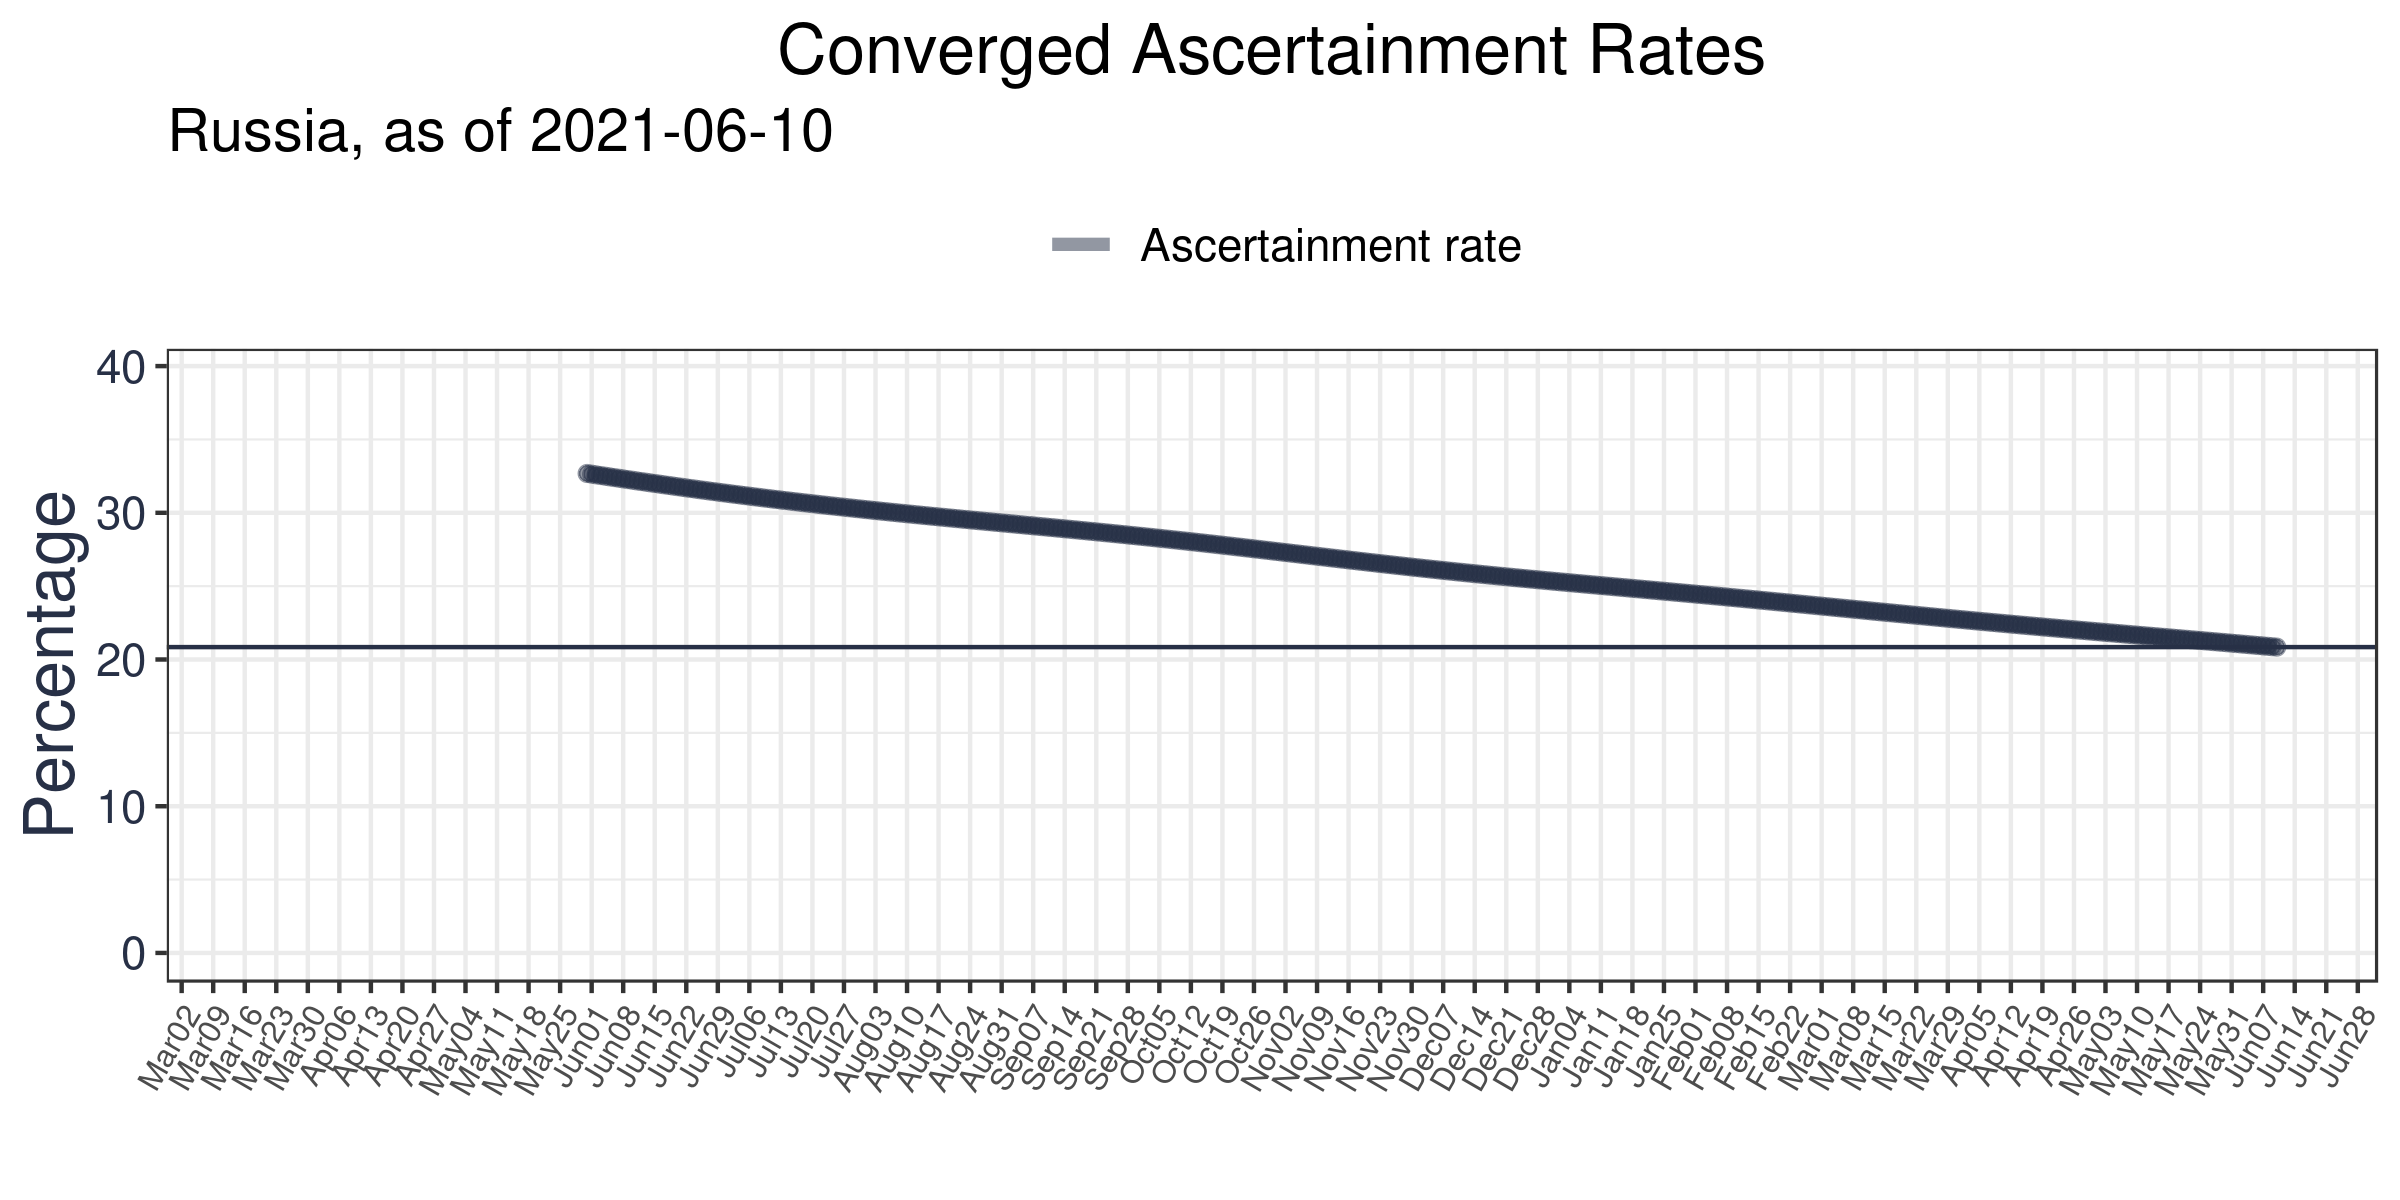 Converged Ascertainment Rates
Russia, as of 2021-06-10
Ascertainment rate
Percentage
40
30
20
10
0
Mar02 Mar09 Mar16 Mar23 Mar30 Apr06 Apr13 Apr20 Apr27 May04 May11 May18 May25 Jun01 Jun08 Jun15 Jun22 Jun29 Jul06 Jul13 Jul20 Jul27 Aug03 Aug10 Aug17 Aug24 Aug31 Sep07 Sep14 Sep21 Sep28 Oct05 Oct12 Oct19 Oct26 Nov02 Nov09 Nov16 Nov23 Nov30 Dec07 Dec14 Dec21 Dec28 Jan04 Jan11 Jan18 Jan25 Feb01 Feb08 Feb15 Feb22 Mar01 Mar08 Mar15 Mar22 Mar29 Apr05 Apr12 Apr19 Apr26 May03 May10 May17 May24 May31 Jun07 Jun14 Jun21 Jun28